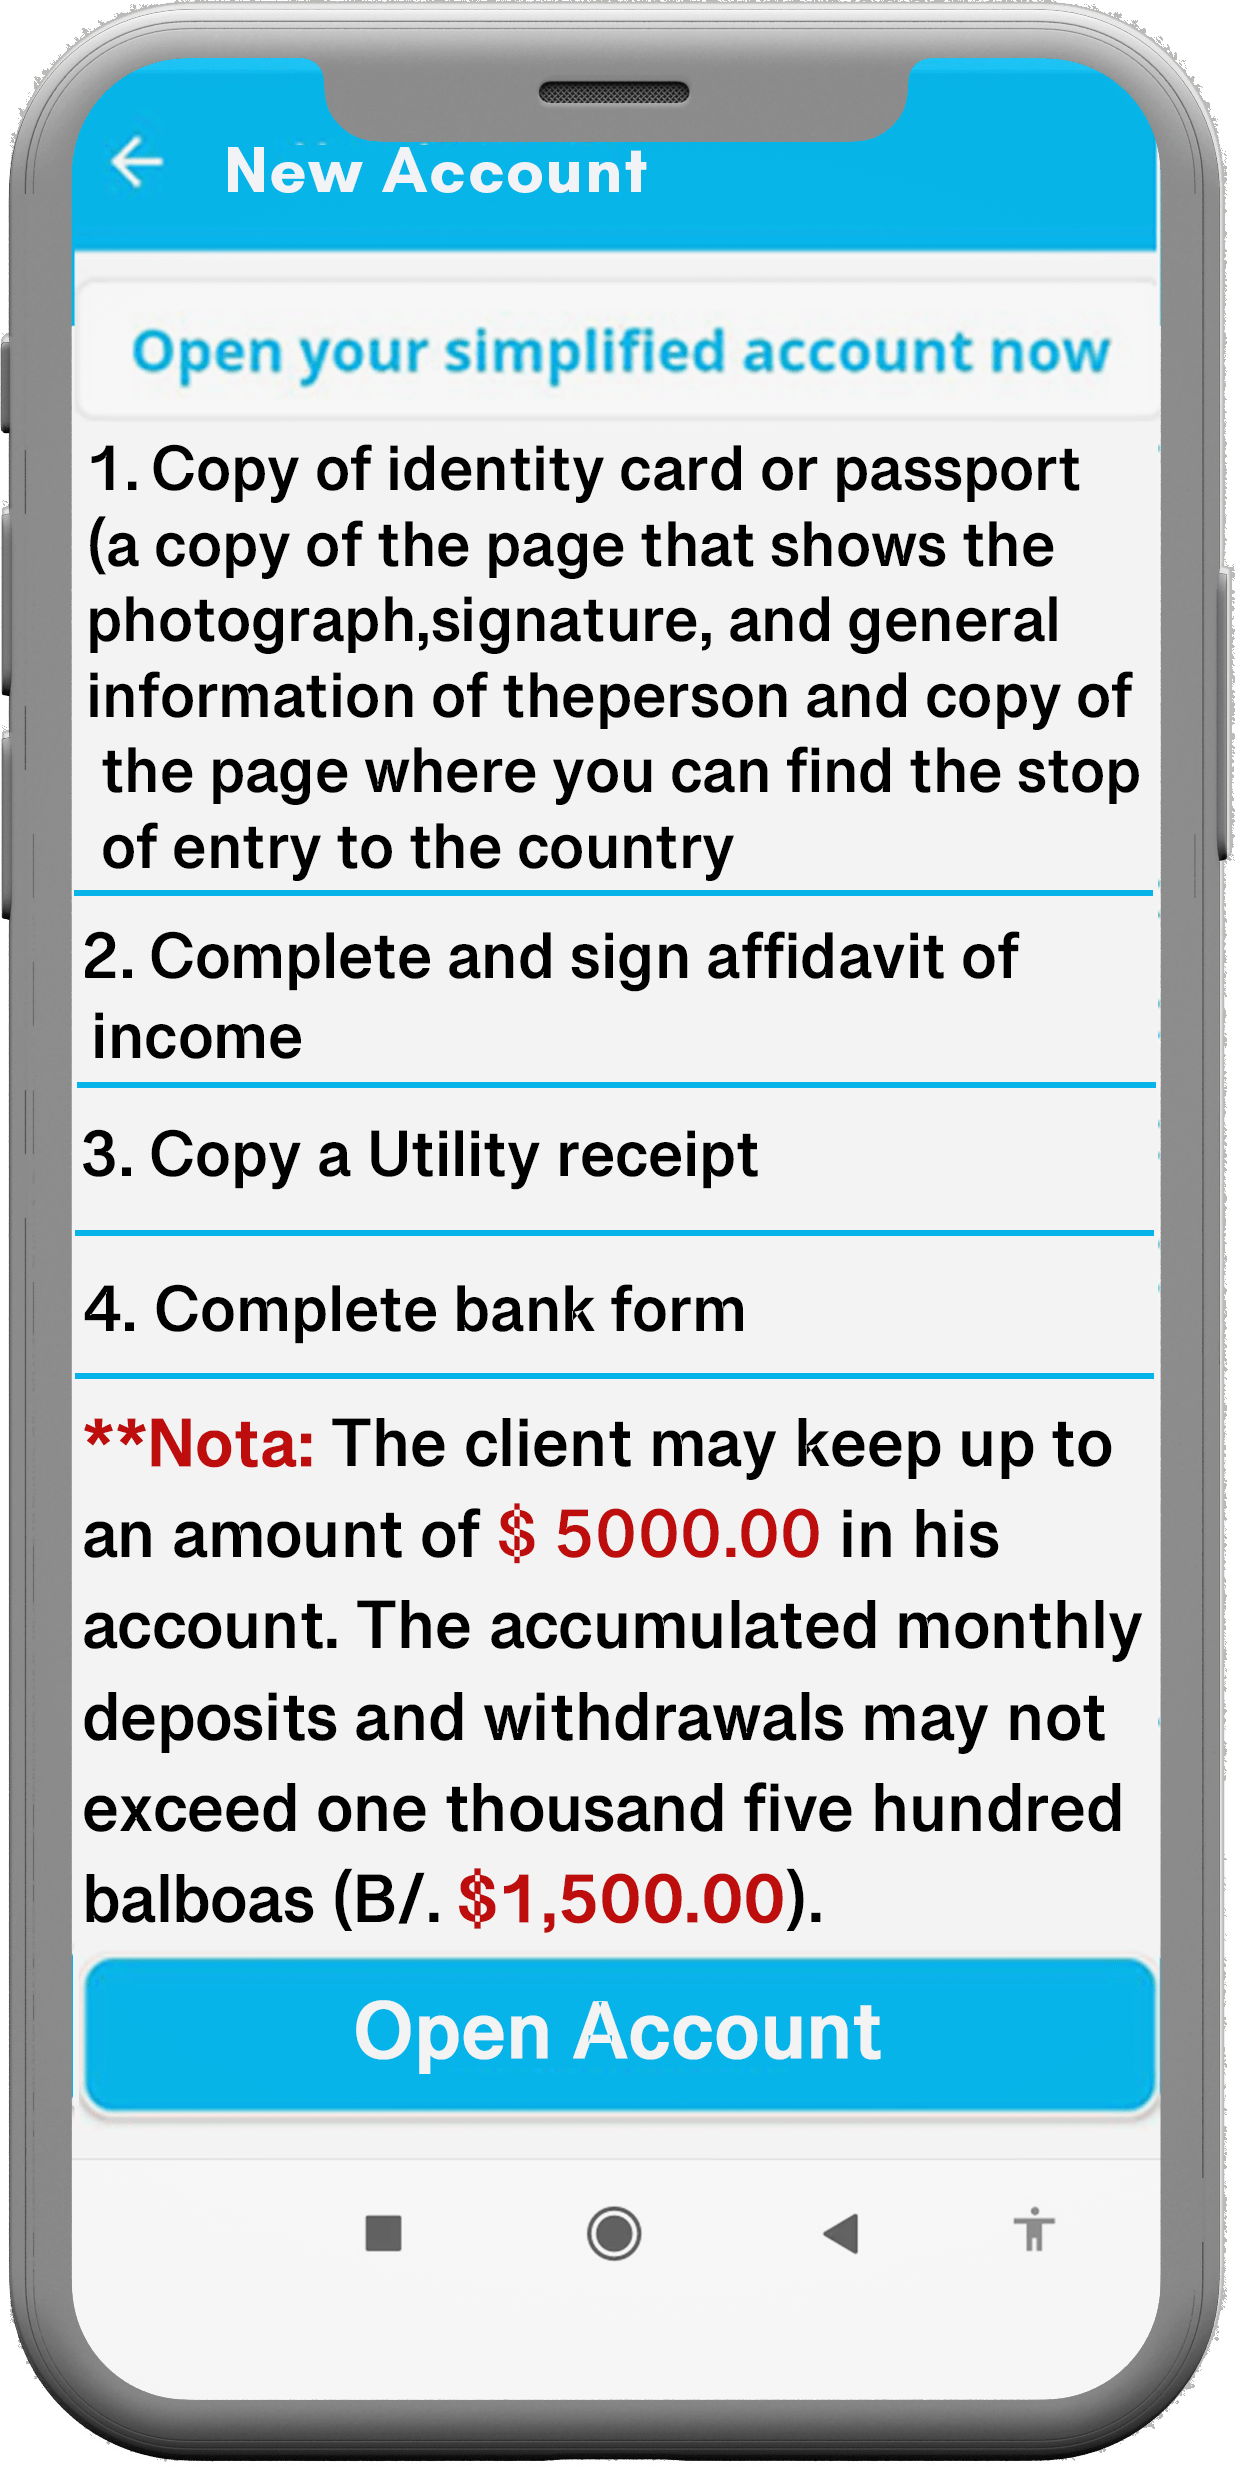 New Account
Open your simplified account now
1. Copy of identity card or passport
(a copy of the page that shows the
photograph,signature, and general
information of theperson and copy of
the page where you can find the stop
of entry to the country
2. Complete and sign affidavit of
income
3. Copy a Utility receipt
4. Complete bank form
**Nota: The client may keep up to
an amount of $ 5000.00 in his
account. The accumulated monthly
deposits and withdrawals may not
exceed one thousand five hundred
balboas (B/. $1,500.00).
Open Account